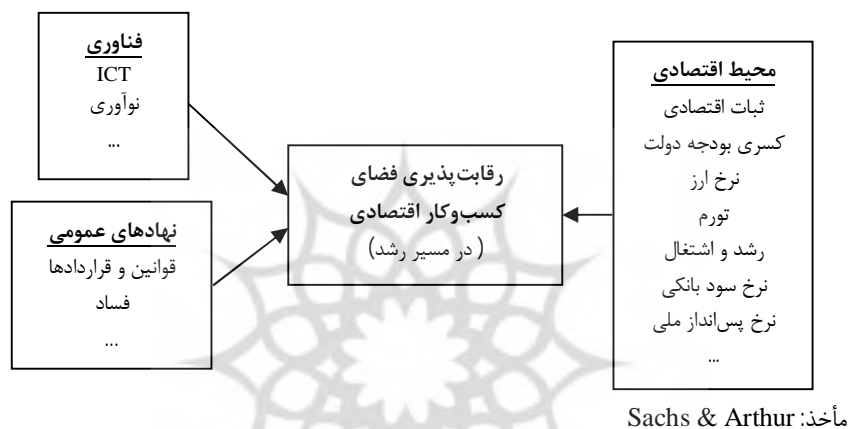 فناوری
ICT
نوآوری
...
نهادهای عمومی
قوانین و قراردادها
فساد
...
رقابت‌پذیری فضای
کسب‌وکار اقتصادی
( در مسیر رشد)
محیط اقتصادی
ثبات اقتصادی
کسری بودجه دولت
نرخ ارز
تورم
رشد و اشتغال
نرخ سود بانکی
نرخ پس‌انداز ملی
...
مأخذ: Sachs & Arthur